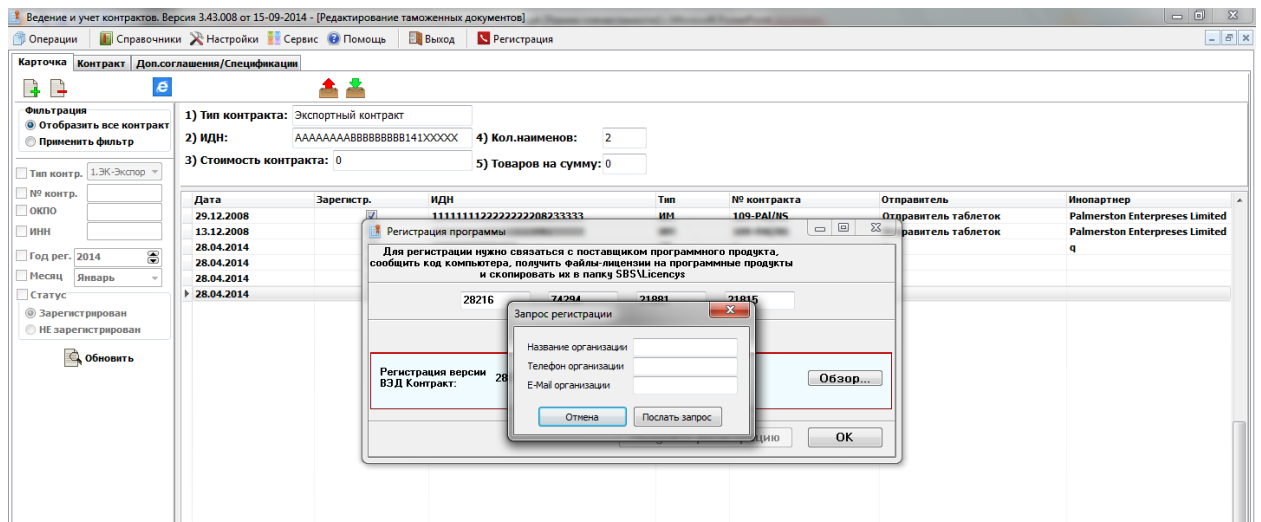 Ведение и учет контрактов. Версия 3.43.008 от 15-09-2014 - [Редактирование таможенных документов]
Операции Справочники Настройки Сервис Помощь Выход Регистрация
Карточка Контракт Доп.соглашения/Спецификации
Фильтрация
Отобразить все контракт
Применить фильтр
Тип контр. 1.ЭК-Экспор
№ контр.
ОКПО
ИНН
Год рег. 2014
Месяц Январь
Статус
Зарегистрирован
НЕ зарегистрирован
Обновить
1) Тип контракта: Экспортный контракт
2) ИДН: AAAAAAAABBBBBBBBB141XXXXX 4) Кол.наименов: 2
3) Стоимость контракта: 0 5) Товаров на сумму: 0
Дата Зарегистр. ИДН Тип № контракта Отправитель Инопартнер
29.12.2008 11111111222222222208233333 ИМ 109-PAI/NS Отправитель таблеток Palmerston Enterpreses Limited
13.12.2008 равитель таблеток Palmerston Enterpreses Limited
28.04.2014 q
28.04.2014
28.04.2014
28.04.2014
Регистрация программы
Для регистрации нужно связаться с поставщиком программного продукта,
сообщить код компьютера, получить файлы-лицензии на программные продукты
и скопировать их в папку SBS\Licencys
28216 74294 21881 21815
Регистрация версии
ВЭД Контракт: 28
Обзор...
OK
Запрос регистрации
Название организации
Телефон организации
E-Mail организации
Отмена Послать запрос